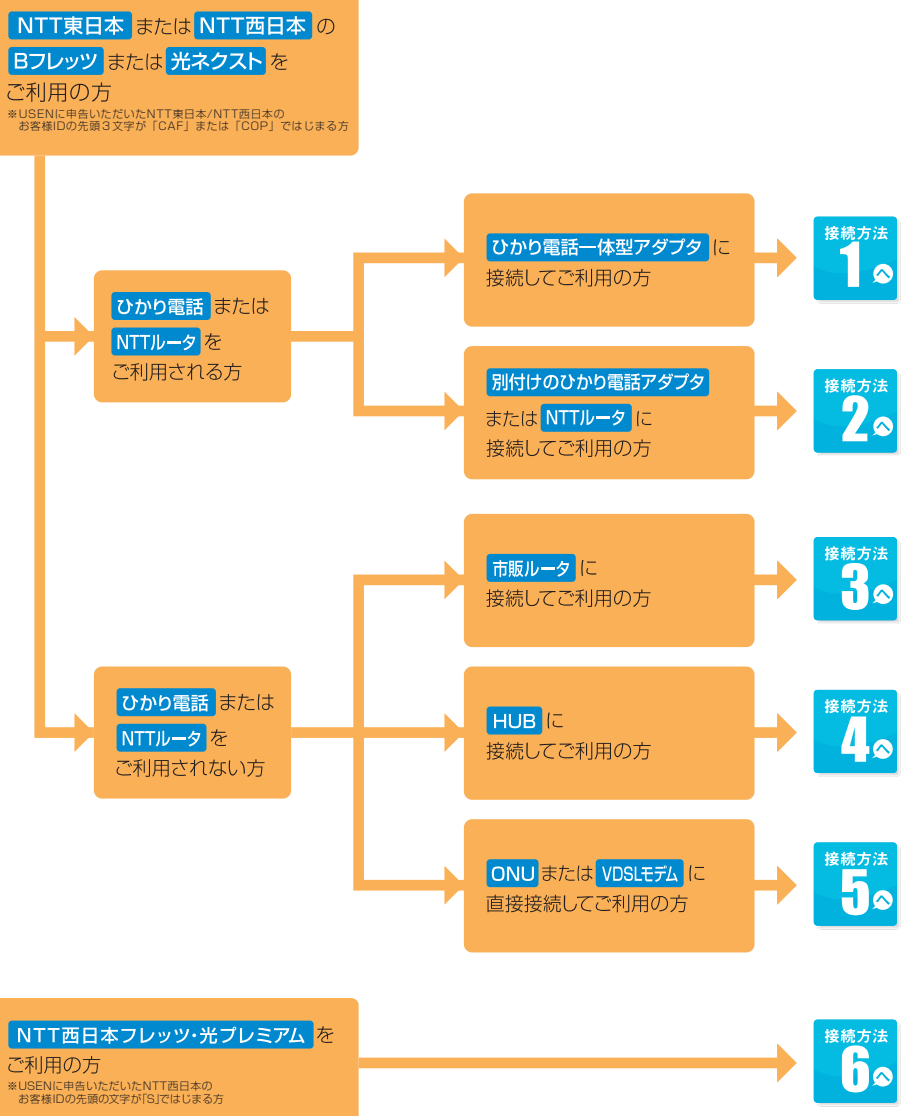 NTT東日本 または NTT西日本 の
Bフレッツ または 光ネクスト を
ご利用の方
※USENに申告いただいたNTT東日本/NTT西日本の
お客様IDの先頭３文字が「CAF」または「COP」ではじまる方
ひかり電話 または
NTTルータ を
ご利用される方
ひかり電話一体型アダプタ に
接続してご利用の方
接続方法
1へ
別付けのひかり電話アダプタ
または NTTルータ に
接続してご利用の方
接続方法
2へ
ひかり電話 または
NTTルータ を
ご利用されない方
市販ルータ に
接続してご利用の方
接続方法
3へ
HUB に
接続してご利用の方
接続方法
4へ
ONU または VDSLモデム に
直接接続してご利用の方
接続方法
5へ
NTT西日本フレッツ・光プレミアム を
ご利用の方
※USENに申告いただいたNTT西日本の
お客様IDの先頭の文字が「S」ではじまる方
接続方法
6へ